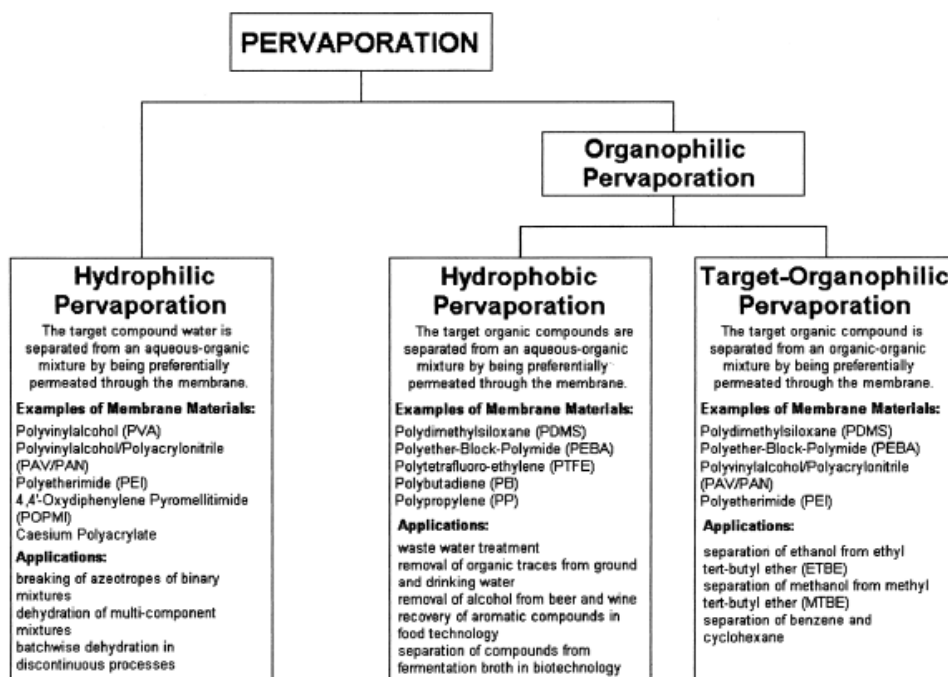 PERVAPORATION
Organophilic
Pervaporation
Hydrophilic
Pervaporation
The target compound water is
separated from an aqueous-organic
mixture by being preferentially
permeated through the membrane.
Examples of Membrane Materials:
Polyvinylalcohol (PVA)
Polyvinylalcohol/Polyacrylonitrile
(PAV/PAN)
Polyetherimide (PEI)
4,4'-Oxydiphenylene Pyromellitimide
(POPMI)
Caesium Polyacrylate
Applications:
breaking of azeotropes of binary
mixtures
dehydration of multi-component
mixtures
batchwise dehydration in
discontinuous processes
Hydrophobic
Pervaporation
The target organic compounds are
separated from an aqueous-organic
mixture by being preferentially
permeated through the membrane.
Examples of Membrane Materials:
Polydimethylsiloxane (PDMS)
Polyether-Block-Polymide (PEBA)
Polytetrafluoro-ethylene (PTFE)
Polybutadiene (PB)
Polypropylene (PP)
Applications:
waste water treatment
removal of organic traces from ground
and drinking water
removal of alcohol from beer and wine
recovery of aromatic compounds in
food technology
separation of compounds from
fermentation broth in biotechnology
Target-Organophilic
Pervaporation
The target organic compound is
separated from an organic-organic
mixture by being preferentially
permeated through the membrane.
Examples of Membrane Materials:
Polydimethylsiloxane (PDMS)
Polyether-Block-Polymide (PEBA)
Polyvinylalcohol/Polyacrylonitrile
(PAV/PAN)
Polyetherimide (PEI)
Applications:
separation of ethanol from ethyl
tert-butyl ether (ETBE)
separation of methanol from methyl
tert-butyl ether (MTBE)
separation of benzene and
cyclohexane